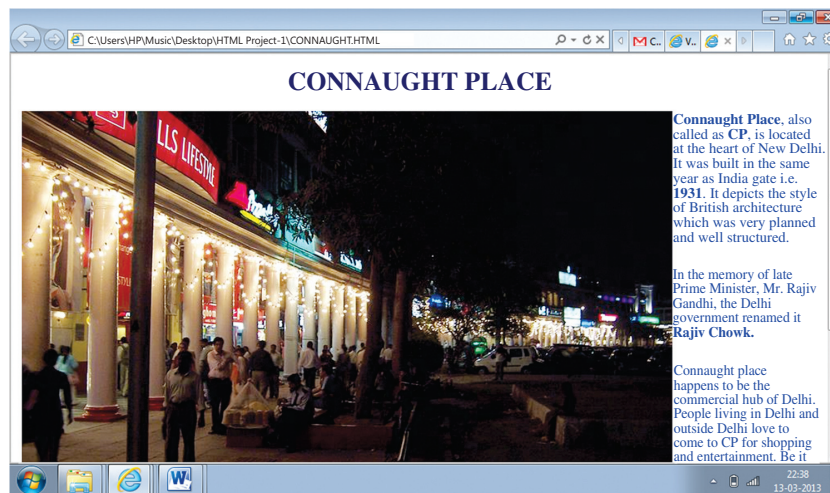 C:\Users\HP\Music\Desktop\HTML Project-1\CONNAUGHT.HTML
C..
V..
CONNAUGHT PLACE
LLS LIFESTYLE
Connaught Place, also
called as CP, is located
at the heart of New Delhi.
It was built in the same
year as India gate i.e.
1931. It depicts the style
of British architecture
which was very planned
and well structured.
In the memory of late
Prime Minister, Mr. Rajiv
Gandhi, the Delhi
government renamed it
Rajiv Chowk.
Connaught place
happens to be the
commercial hub of Delhi.
People living in Delhi and
outside Delhi love to
come to CP for shopping
and entertainment. Be it
22:38
13-03-2013